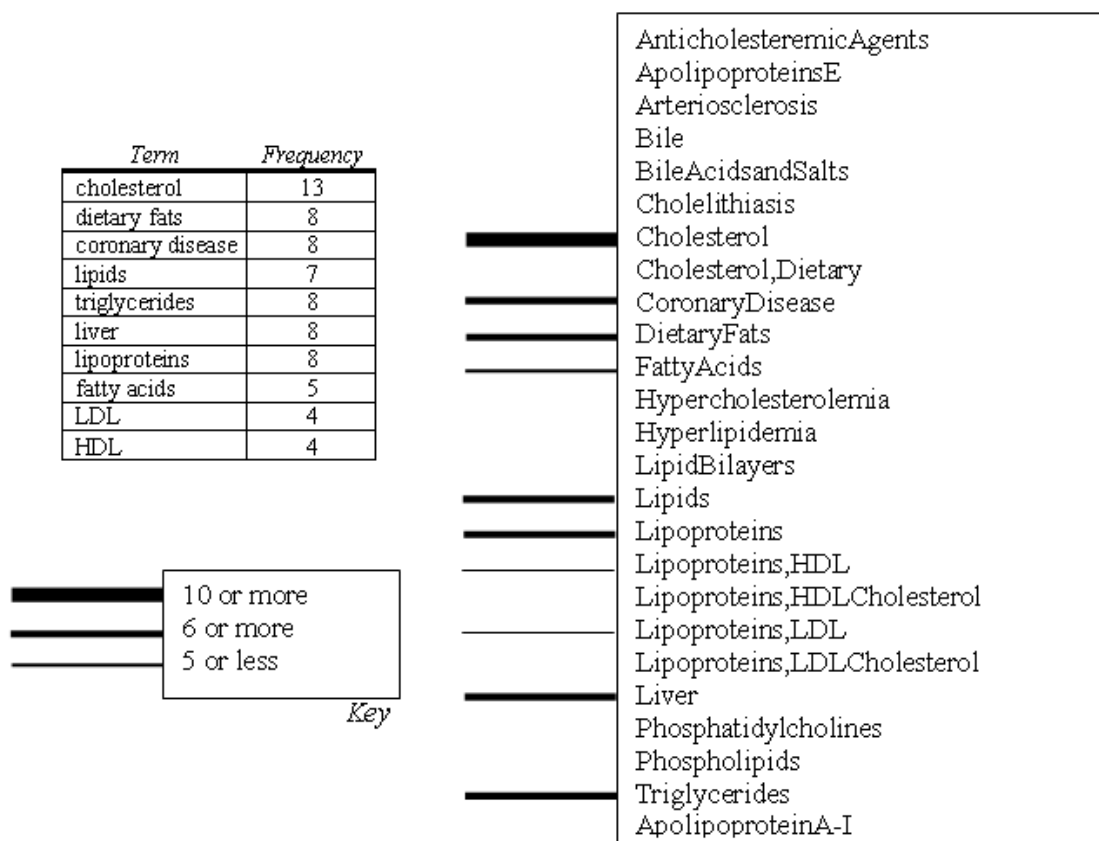 Term Frequency
cholesterol 13
dietary fats 8
coronary disease 8
lipids 7
triglycerides 8
liver 8
lipoproteins 8
fatty acids 5
LDL 4
HDL 4
10 or more
6 or more
5 or less
Key
AnticholesteremicAgents
ApolipoproteinsE
Arteriosclerosis
Bile
BileAcidsandSalts
Cholelithiasis
Cholesterol
Cholesterol,Dietary
CoronaryDisease
DietaryFats
FattyAcids
Hypercholesterolemia
Hyperlipidemia
LipidBilayers
Lipids
Lipoproteins
Lipoproteins,HDL
Lipoproteins,HDLCholesterol
Lipoproteins,LDL
Lipoproteins,LDLCholesterol
Liver
Phosphatidylcholines
Phospholipids
Triglycerides
ApolipoproteinA-I